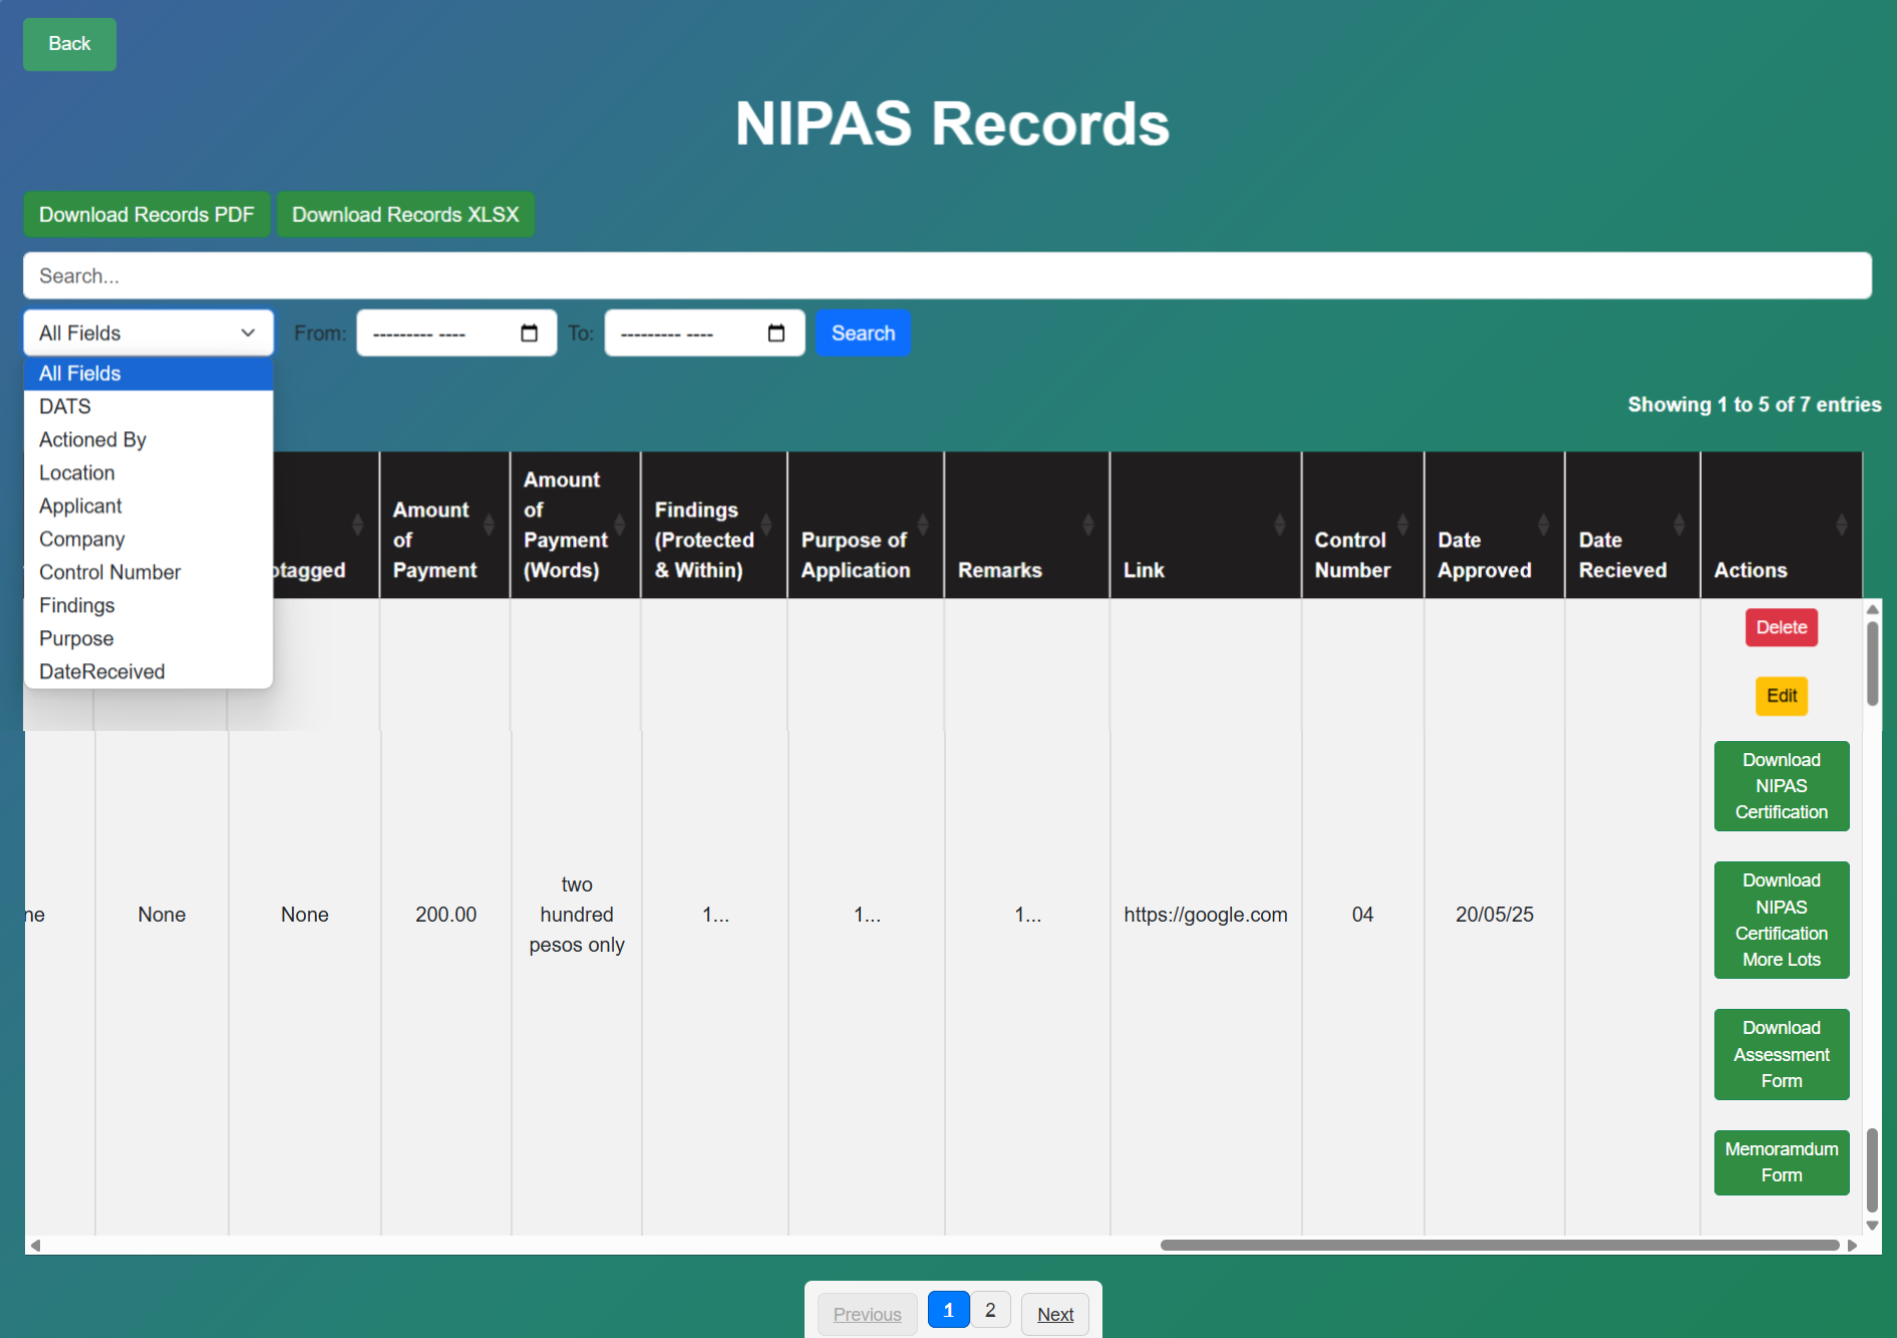 Back
NIPAS Records
Download Records PDF Download Records XLSX
Search...
All Fields From: --------- ---- To: --------- ---- Search
All Fields
DATS
Actioned By
Location
Applicant
Company
Control Number
Findings
Purpose
DateReceived
Showing 1 to 5 of 7 entries
otagged
Amount
of
Payment
Amount
of
Payment
(Words)
Findings
(Protected
& Within)
Purpose of
Application
Remarks
Link
Control
Number
Date
Approved
Date
Recieved
Actions
Delete
Edit
ne None None 200.00
two
hundred
pesos only
1... 1... 1... https://google.com 04 20/05/25
Download
NIPAS
Certification
Download
NIPAS
Certification
More Lots
Download
Assessment
Form
Memoramdum
Form
Previous 1 2 Next